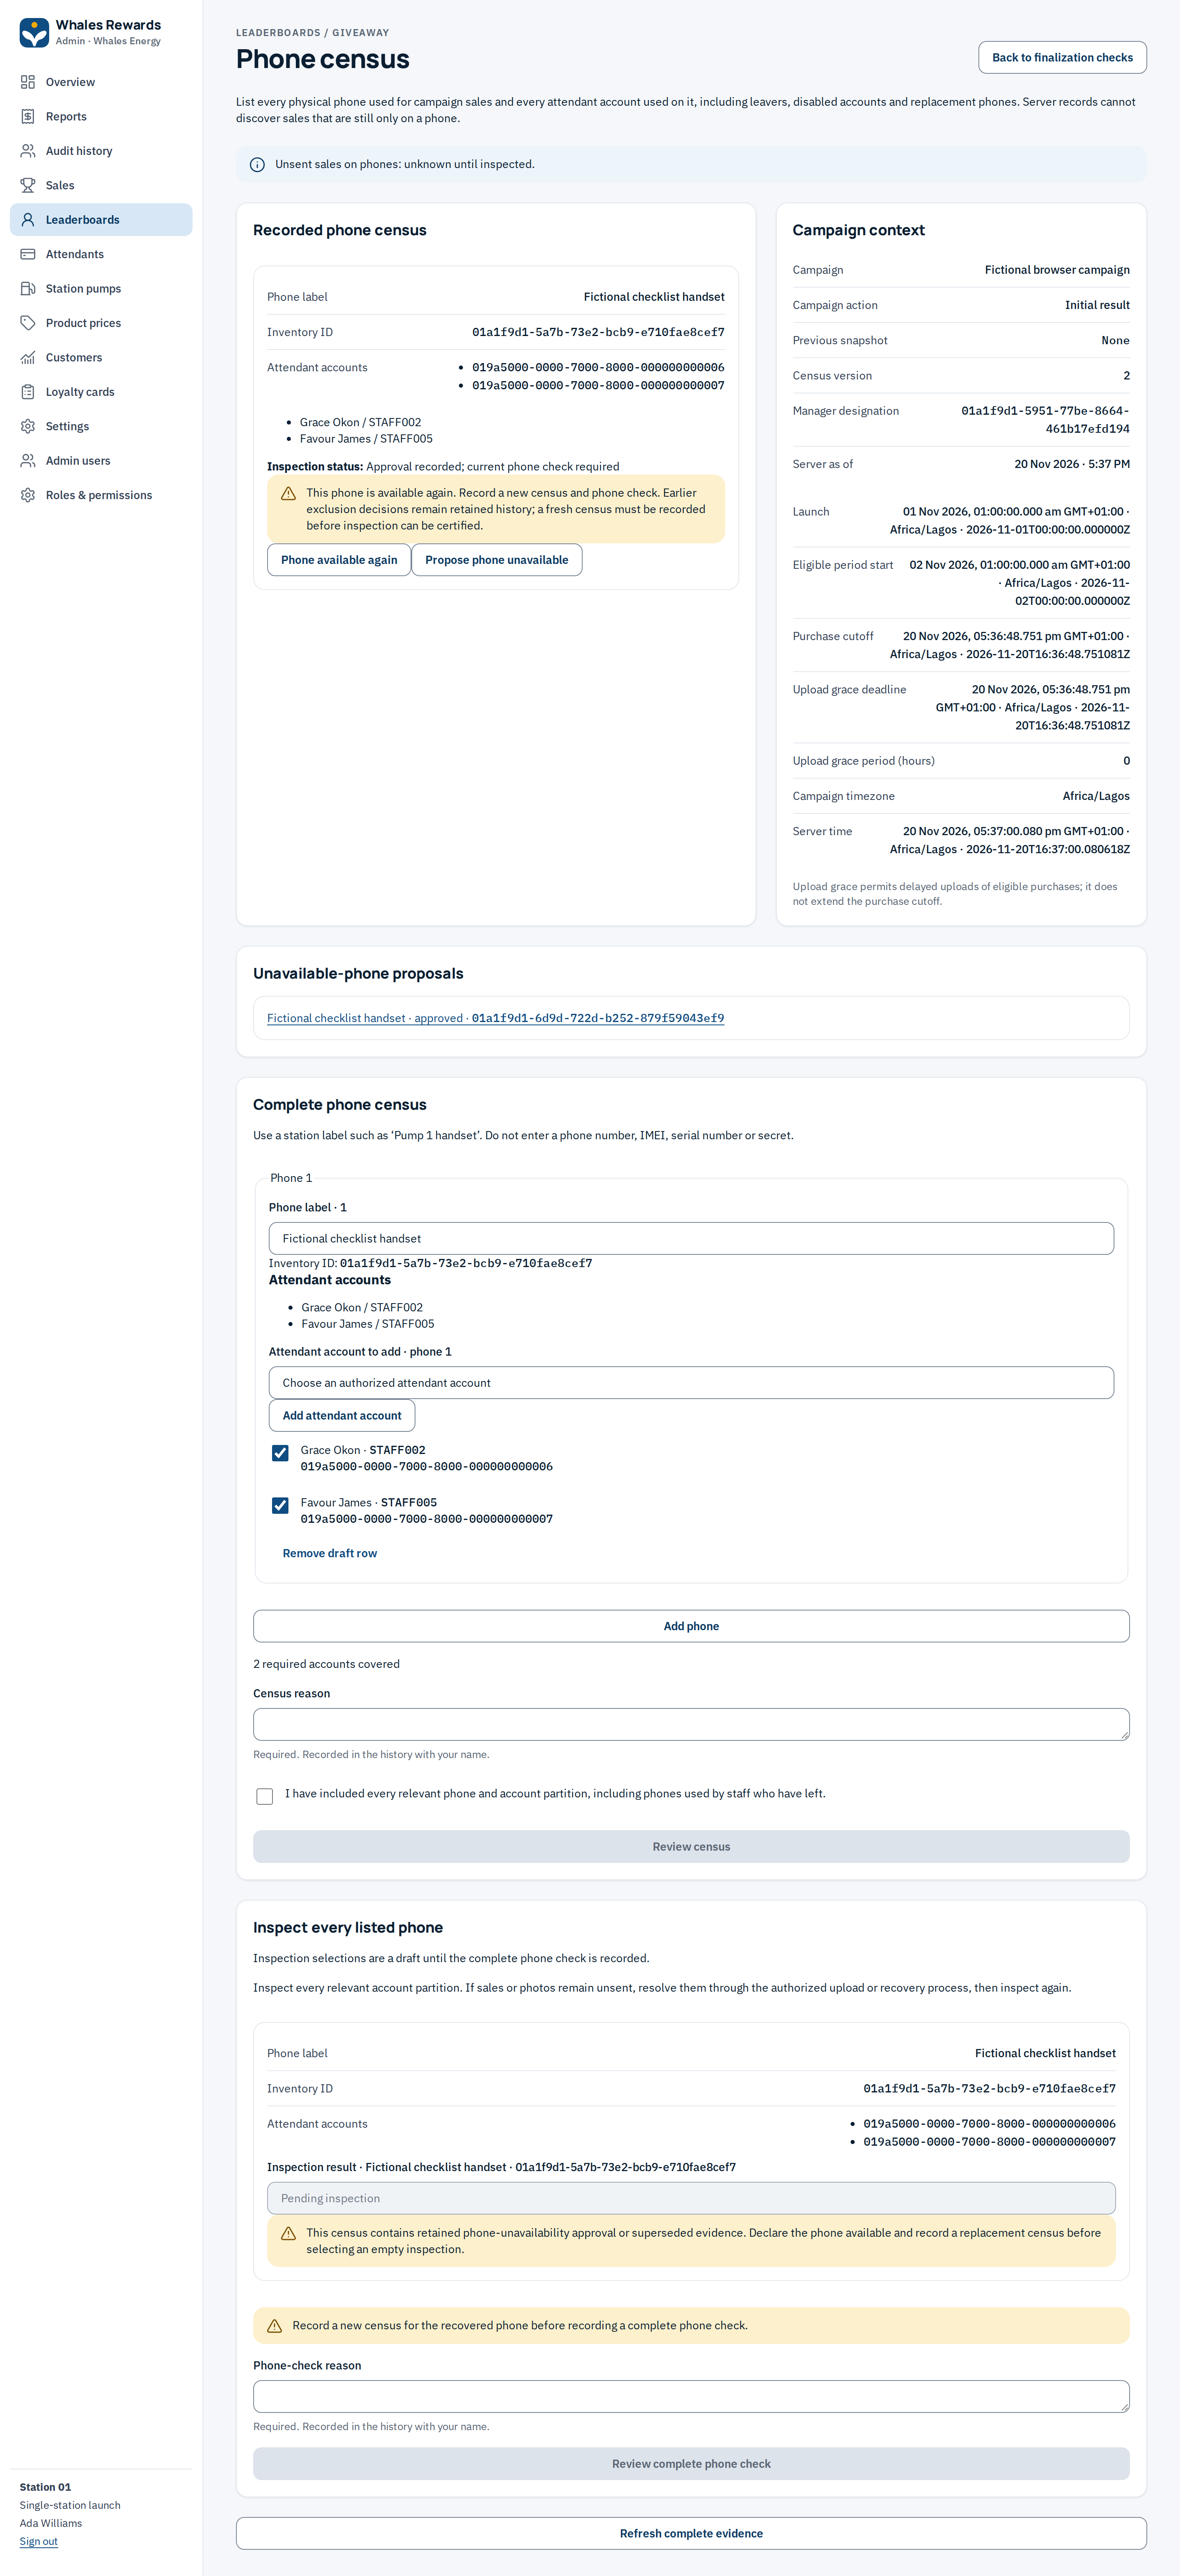 Whales Rewards
Admin · Whales Energy
Overview
Reports
Audit history
Sales
Leaderboards
Attendants
Station pumps
Product prices
Customers
Loyalty cards
Settings
Admin users
Roles & permissions
Station 01
Single-station launch
Ada Williams
Sign out
LEADERBOARDS / GIVEAWAY
Phone census
Back to finalization checks
List every physical phone used for campaign sales and every attendant account used on it, including leavers, disabled accounts and replacement phones. Server records cannot
discover sales that are still only on a phone.
Unsent sales on phones: unknown until inspected.
Recorded phone census
Phone label Fictional checklist handset
Inventory ID 01a1f9d1-5a7b-73e2-bcb9-e710fae8cef7
Attendant accounts • 019a5000-0000-7000-8000-000000000006
• 019a5000-0000-7000-8000-000000000007
• Grace Okon / STAFF002
• Favour James / STAFF005
Inspection status: Approval recorded; current phone check required
This phone is available again. Record a new census and phone check. Earlier
exclusion decisions remain retained history; a fresh census must be recorded
before inspection can be certified.
Phone available again Propose phone unavailable
Campaign context
Campaign Fictional browser campaign
Campaign action Initial result
Previous snapshot None
Census version 2
Manager designation 01a1f9d1-5951-77be-8664-
461b17efd194
Server as of 20 Nov 2026 · 5:37 PM
Launch 01 Nov 2026, 01:00:00.000 am GMT+01:00 ·
Africa/Lagos · 2026-11-01T00:00:00.000000Z
Eligible period start 02 Nov 2026, 01:00:00.000 am GMT+01:00
· Africa/Lagos · 2026-11-
02T00:00:00.000000Z
Purchase cutoff 20 Nov 2026, 05:36:48.751 pm GMT+01:00 ·
Africa/Lagos · 2026-11-20T16:36:48.751081Z
Upload grace deadline 20 Nov 2026, 05:36:48.751 pm
GMT+01:00 · Africa/Lagos · 2026-11-
20T16:36:48.751081Z
Upload grace period (hours) 0
Campaign timezone Africa/Lagos
Server time 20 Nov 2026, 05:37:00.080 pm GMT+01:00 ·
Africa/Lagos · 2026-11-20T16:37:00.080618Z
Upload grace permits delayed uploads of eligible purchases; it does
not extend the purchase cutoff.
Unavailable-phone proposals
Fictional checklist handset · approved · 01a1f9d1-6d9d-722d-b252-879f59043ef9
Complete phone census
Use a station label such as ‘Pump 1 handset’. Do not enter a phone number, IMEI, serial number or secret.
Phone 1
Phone label · 1
Fictional checklist handset
Inventory ID: 01a1f9d1-5a7b-73e2-bcb9-e710fae8cef7
Attendant accounts
• Grace Okon / STAFF002
• Favour James / STAFF005
Attendant account to add · phone 1
Choose an authorized attendant account
Add attendant account
Grace Okon · STAFF002
019a5000-0000-7000-8000-000000000006
Favour James · STAFF005
019a5000-0000-7000-8000-000000000007
Remove draft row
Add phone
2 required accounts covered
Census reason
Required. Recorded in the history with your name.
I have included every relevant phone and account partition, including phones used by staff who have left.
Review census
Inspect every listed phone
Inspection selections are a draft until the complete phone check is recorded.
Inspect every relevant account partition. If sales or photos remain unsent, resolve them through the authorized upload or recovery process, then inspect again.
Phone label Fictional checklist handset
Inventory ID 01a1f9d1-5a7b-73e2-bcb9-e710fae8cef7
Attendant accounts • 019a5000-0000-7000-8000-000000000006
• 019a5000-0000-7000-8000-000000000007
Inspection result · Fictional checklist handset · 01a1f9d1-5a7b-73e2-bcb9-e710fae8cef7
Pending inspection
This census contains retained phone-unavailability approval or superseded evidence. Declare the phone available and record a replacement census before
selecting an empty inspection.
Record a new census for the recovered phone before recording a complete phone check.
Phone-check reason
Required. Recorded in the history with your name.
Review complete phone check
Refresh complete evidence